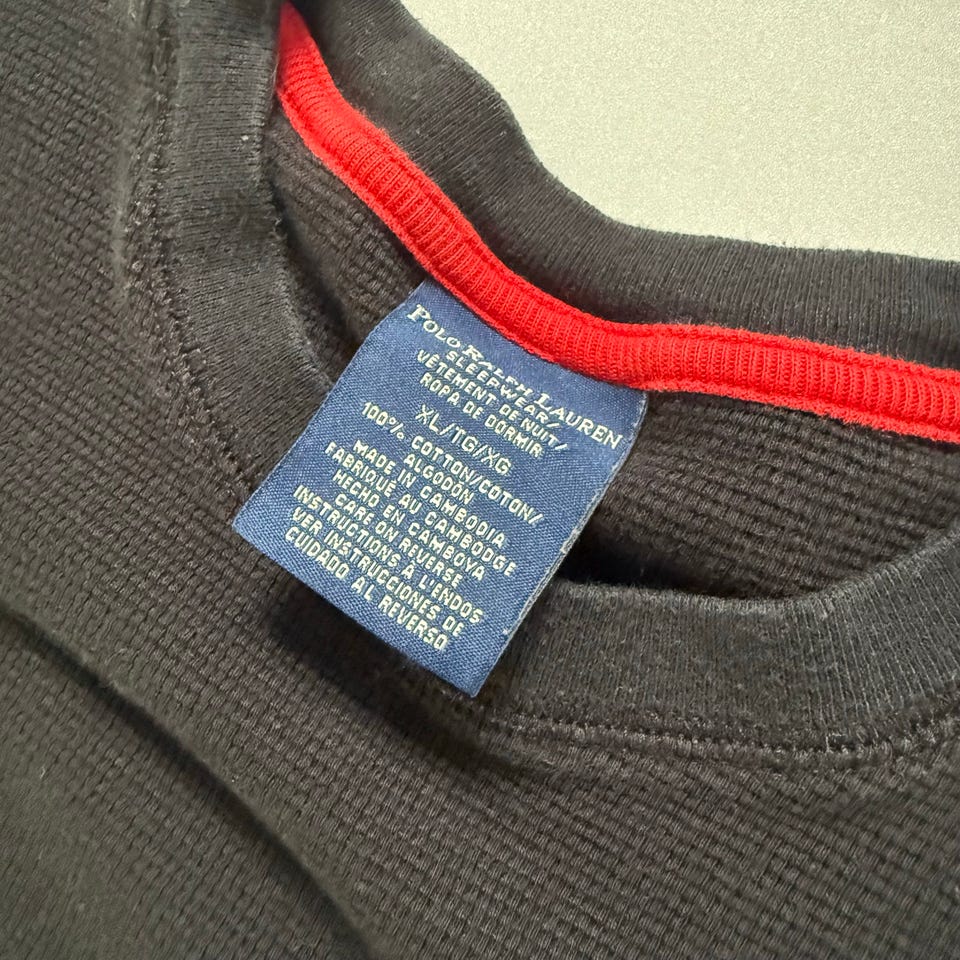 POLO RALPH LAUREN
SLEEPWEAR/
VÊTEMENT DE NUIT/
ROPA DE DORMIR
XL/TG/XG
100% COTTON/COTON/
ALGODÓN
MADE IN CAMBODIA
FABRIQUÉ AU CAMBODGE
HECHO EN CAMBOYA
CARE ON REVERSE
INSTRUCTIONS À L'ENDOS
VER INSTRUCCIONES DE
CUIDADO AL REVERSO